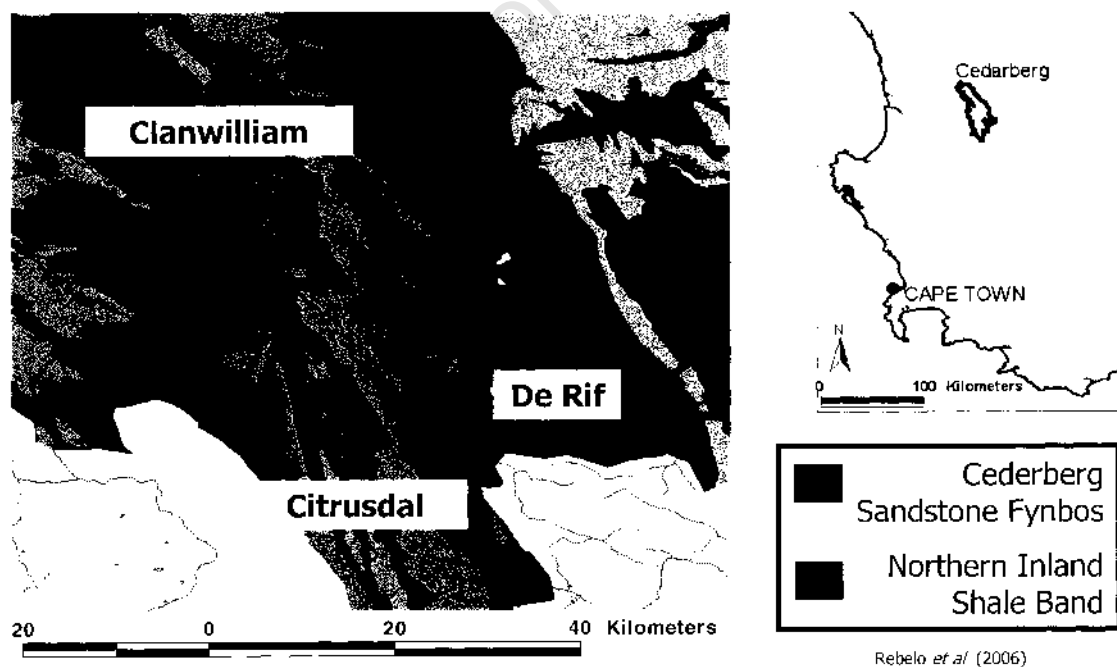 Clanwilliam
De Rif
Citrusdal
20 0 20 40 Kilometers
Cedarberg
CAPE TOWN
N
0 100 Kilometers
Cederberg
Sandstone Fynbos
Northern Inland
Shale Band
Rebelo et al (2006)